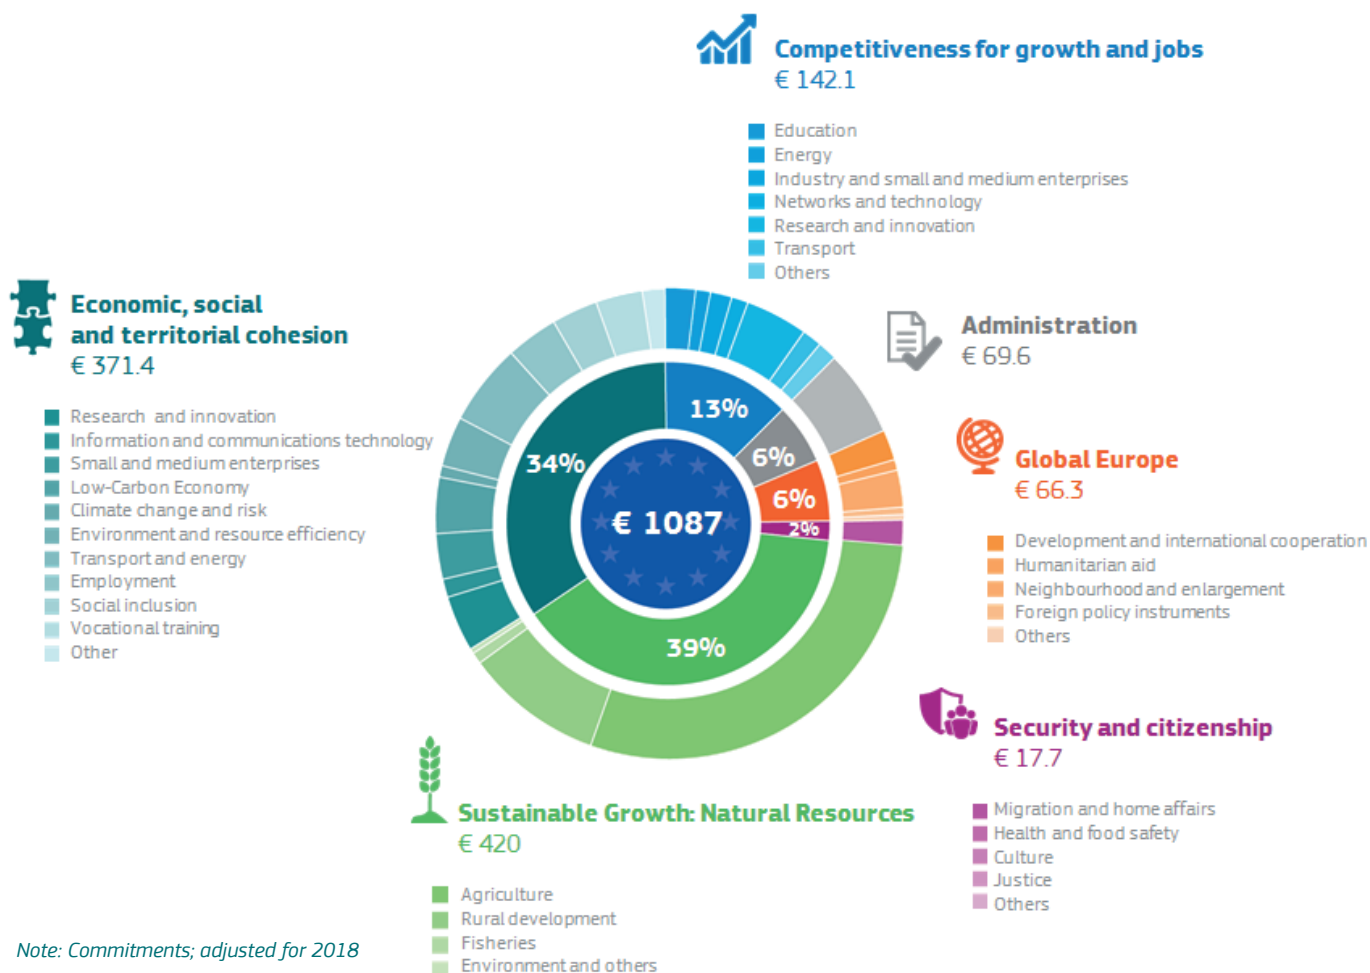 Competitiveness for growth and jobs
€ 142.1
Education
Energy
Industry and small and medium enterprises
Networks and technology
Research and innovation
Transport
Others
Economic, social
and territorial cohesion
€ 371.4
Research and innovation
Information and communications technology
Small and medium enterprises
Low-Carbon Economy
Climate change and risk
Environment and resource efficiency
Transport and energy
Employment
Social inclusion
Vocational training
Other
Administration
€ 69.6
Global Europe
€ 66.3
Development and international cooperation
Humanitarian aid
Neighbourhood and enlargement
Foreign policy instruments
Others
13%
6%
6%
2%
34%
39%
€ 1087
Security and citizenship
€ 17.7
Migration and home affairs
Health and food safety
Culture
Justice
Others
Sustainable Growth: Natural Resources
€ 420
Agriculture
Rural development
Fisheries
Environment and others
Note: Commitments; adjusted for 2018